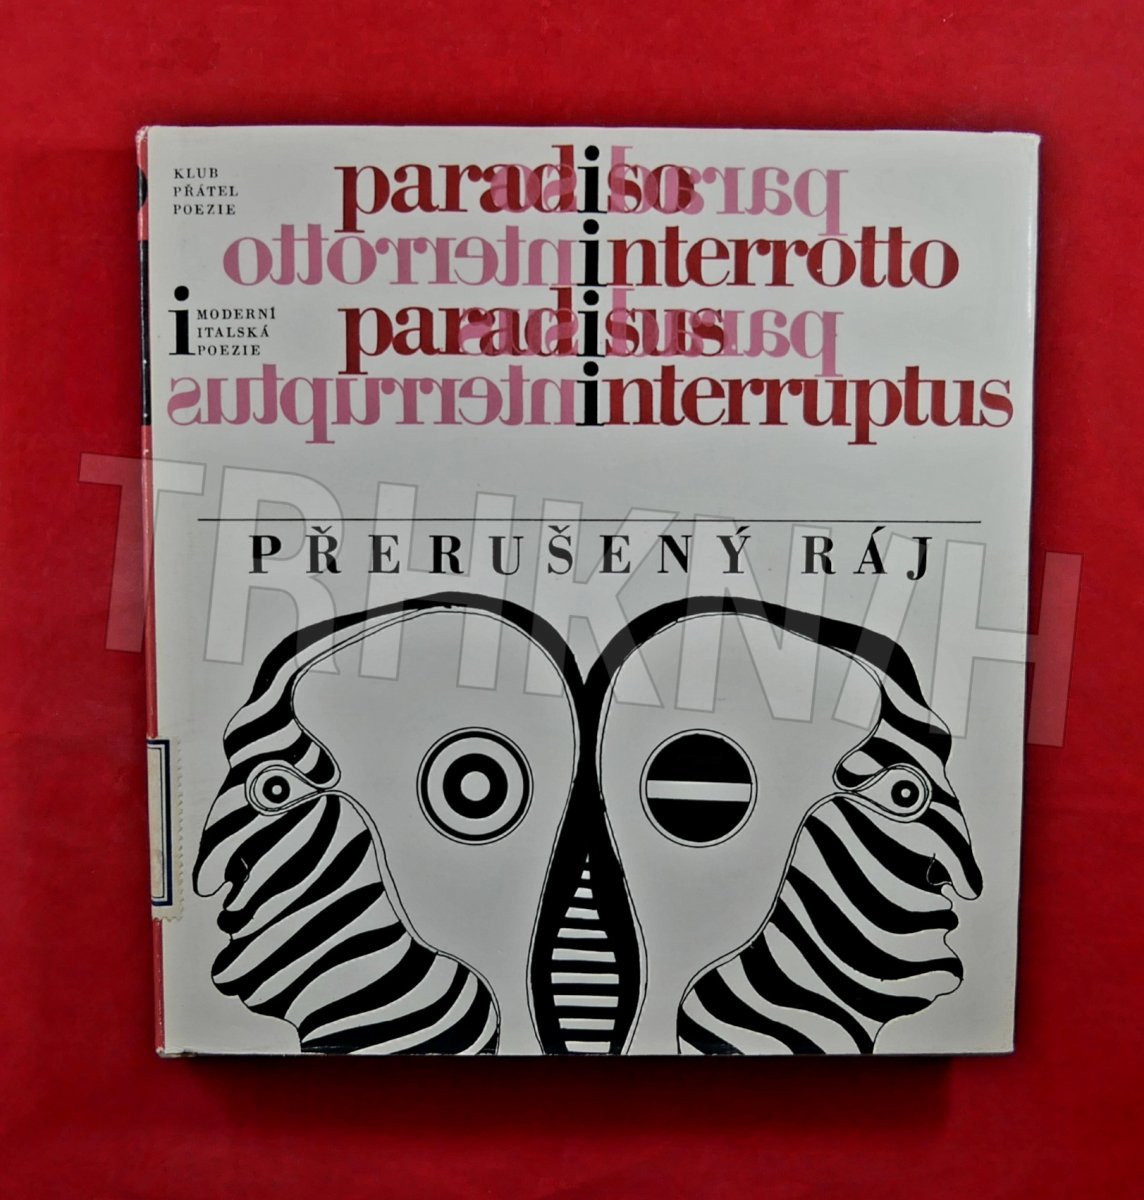 KLUB
PŘÁTEL
POEZIE
paradiso
interrotto
paradisus
interruptus
i
MODERNÍ
ITALSKÁ
POEZIE
PŘERUŠENÝ RÁJ
TRHKNIH